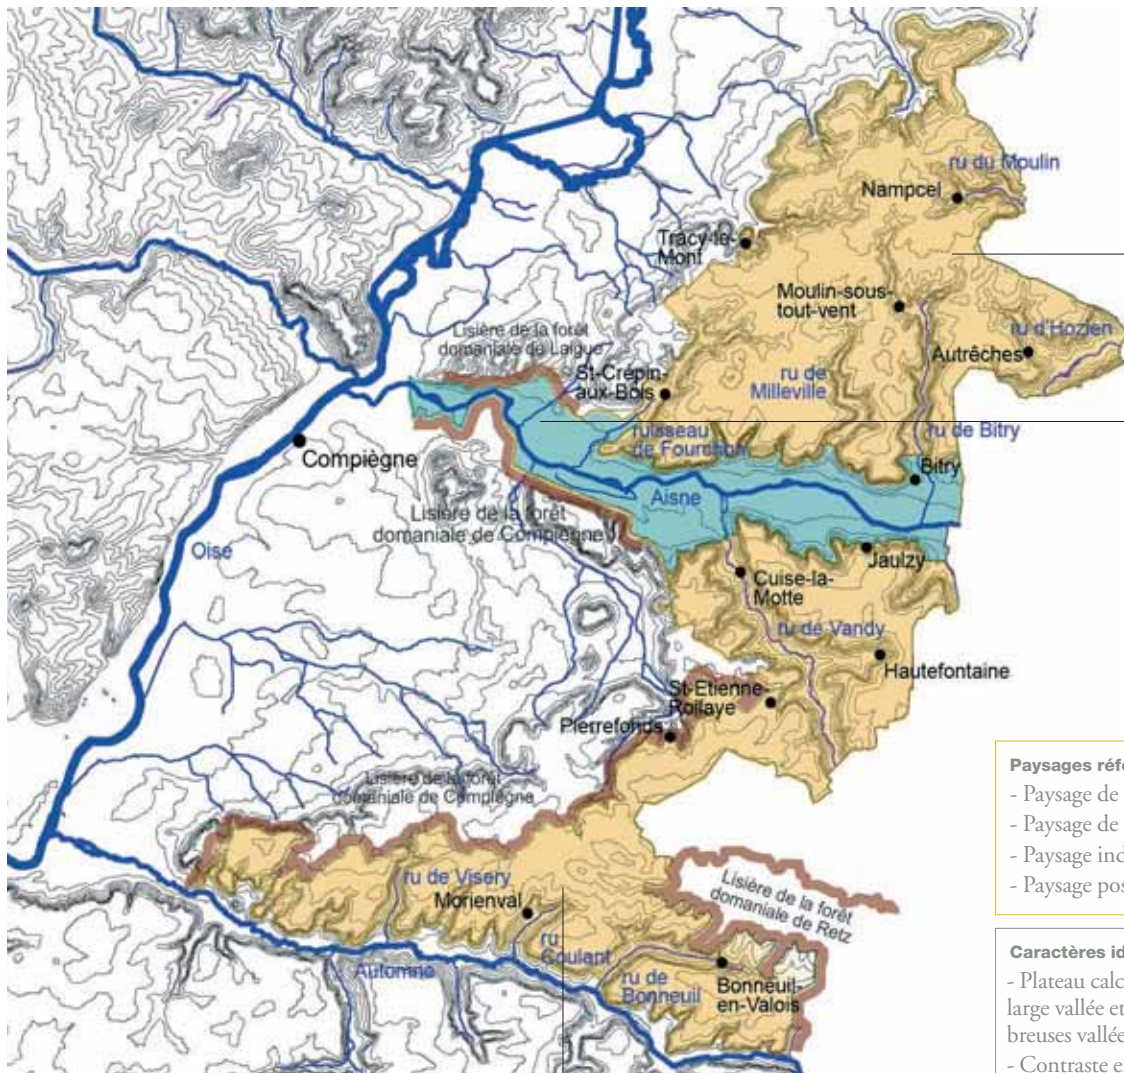 ru du Moulin
Nampcel
Tracy-le-
Mont
Moulin-sous-
tout-vent
ru d'Hozien
Autrêches
Lisière de la forêt
domaniale de Laigue
St-Crépin-
aux-Bois
ru de
Milleville
ruisseau
de Fourchon
ru de Bitry
Compiègne
Bitry
Aisne
Lisière de la forêt
domaniale de Compiègne
Oise
Jaulzy
Cuise-la-
Motte
ru de Vandy
Hautefontaine
St-Etienne-
Roilaye
Pierrefonds
Paysages réfé
- Paysage de
- Paysage de
- Paysage ind
- Paysage pos
Lisière de la forêt
domaniale de Compiègne
ru de Visery
Morienval
Lisière de la forêt
domaniale de Retz
ru
Coulant
Automne
ru de
Bonneuil
Bonneuil-
en-Valois
Caractères id
- Plateau calc
large vallée et
breuses vallée
- Contraste e